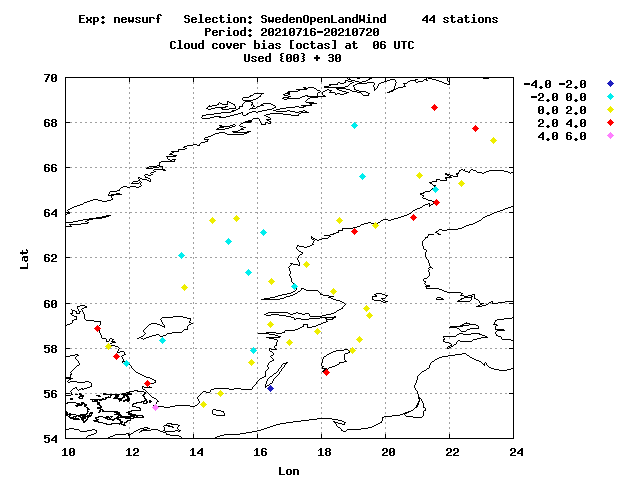 Exp: newsurf   Selection: SwedenOpenLandWind     44 stations
Period: 20210716-20210720
Cloud cover bias [octas] at  06 UTC
Used {00} + 30
-4.0 -2.0
-2.0 0.0
0.0 2.0
2.0 4.0
4.0 6.0
70
68
66
64
62
60
58
56
54
Lat
10 12 14 16 18 20 22 24
Lon